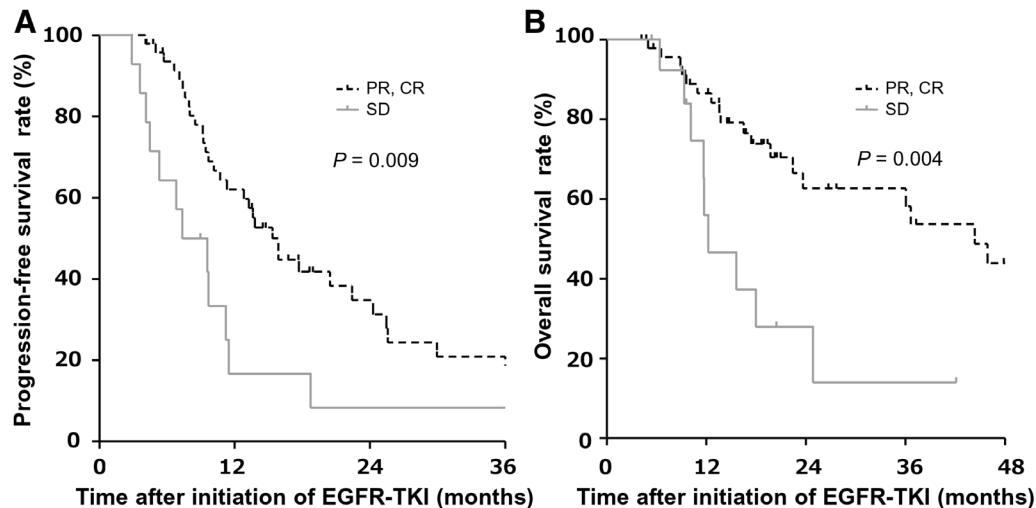 A
Progression-free survival rate (%)
100
80
60
40
20
0
PR, CR
SD
P = 0.009
0 12 24 36
Time after initiation of EGFR-TKI (months)
B
Overall survival rate (%)
100
80
60
40
20
0
PR, CR
SD
P = 0.004
0 12 24 36 48
Time after initiation of EGFR-TKI (months)